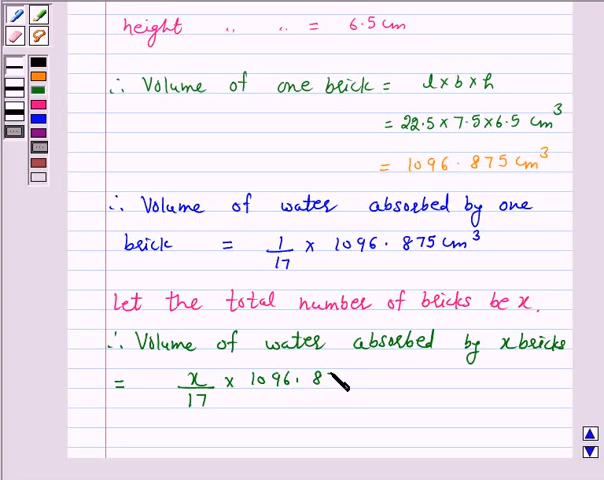 height " " = 6.5 cm
∴ Volume of one brick = l × b × h
= 22.5 × 7.5 × 6.5 cm³
= 1096.875 cm³
∴ Volume of water absorbed by one
brick = 1/17 × 1096.875 cm³
Let the total number of bricks be x.
∴ Volume of water absorbed by x bricks
= x/17 × 1096.8